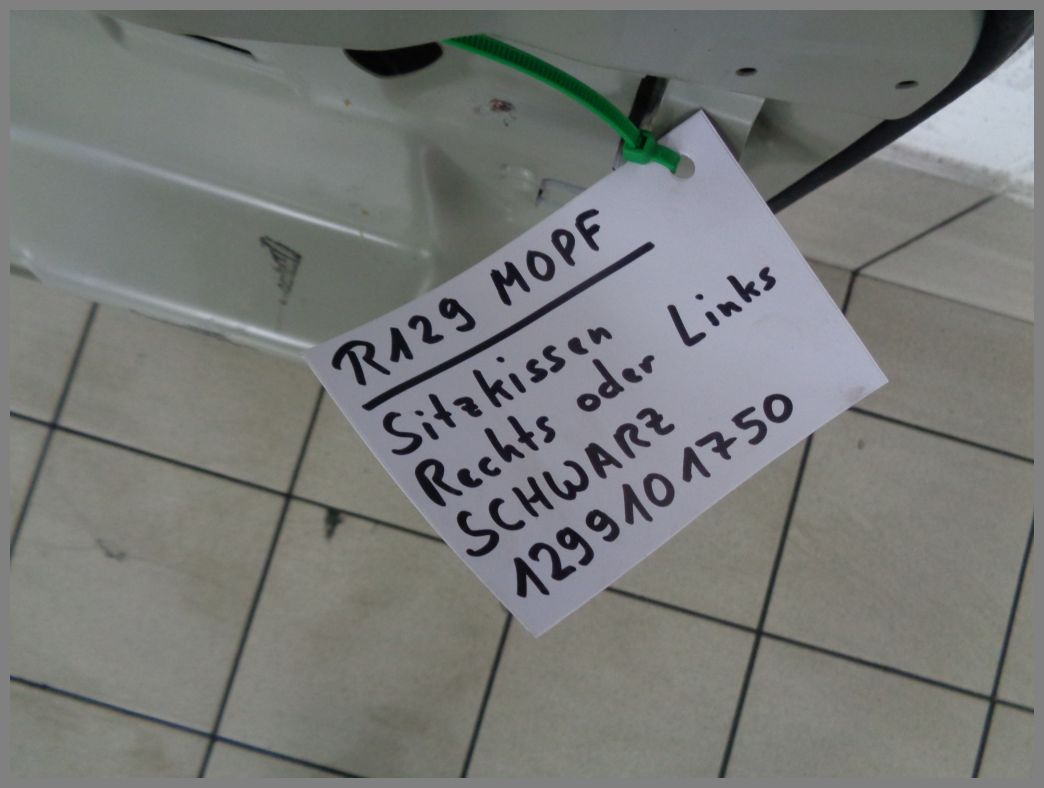 R129 MOPF
Sitzkissen
Rechts oder Links
SCHWARZ
1299101750